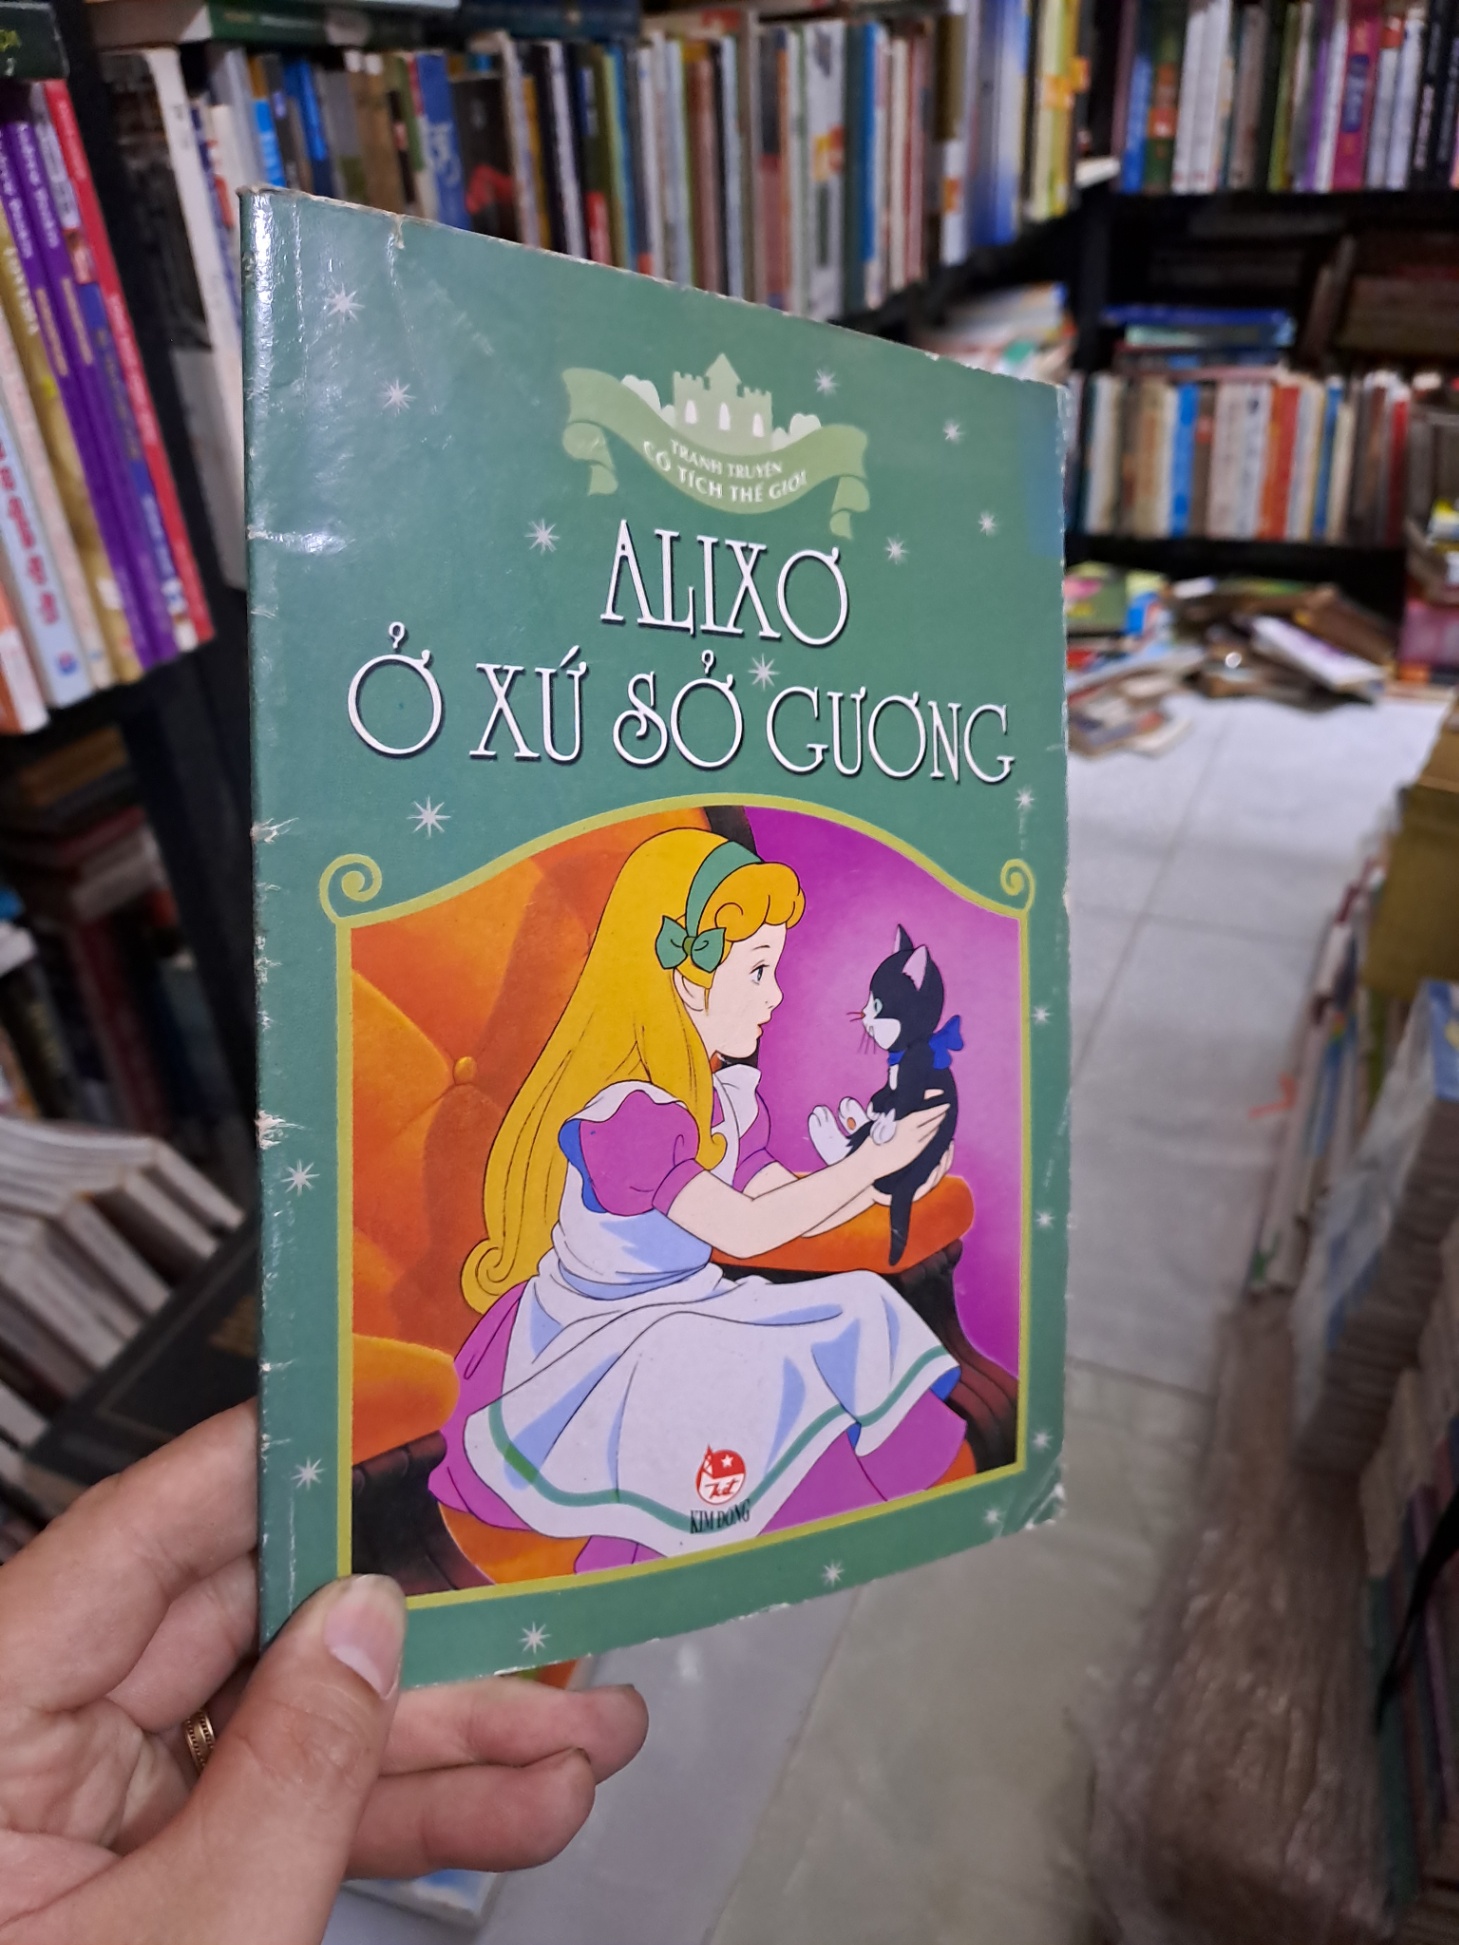 TRANH TRUYỆN
CỔ TÍCH THẾ GIỚI
ALIXƠ
Ở XỨ SỞ GƯƠNG
KIM ĐỒNG